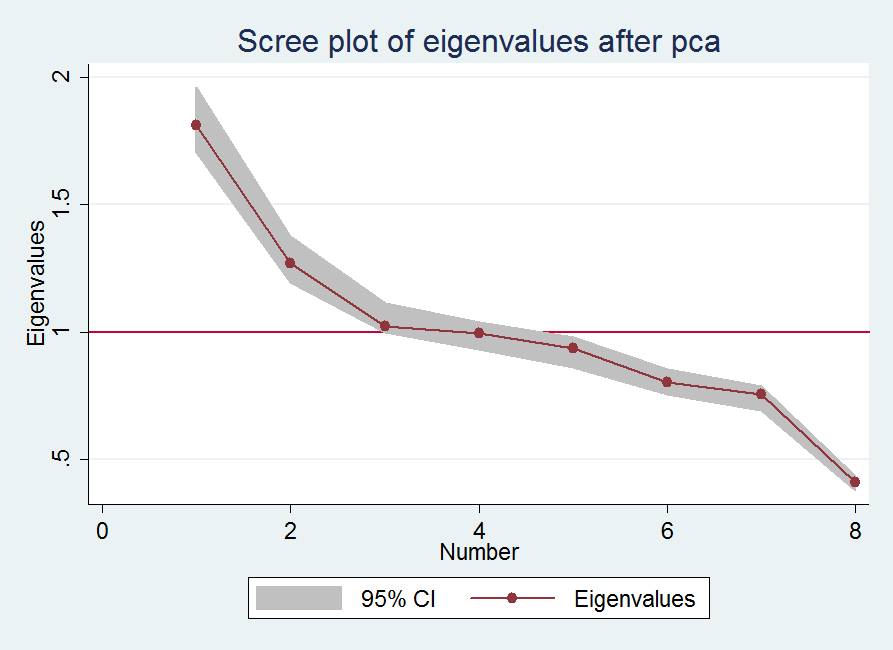 Scree plot of eigenvalues after pca
Eigenvalues
2
1.5
1
.5
0 2 4 6 8
Number
95% CI Eigenvalues